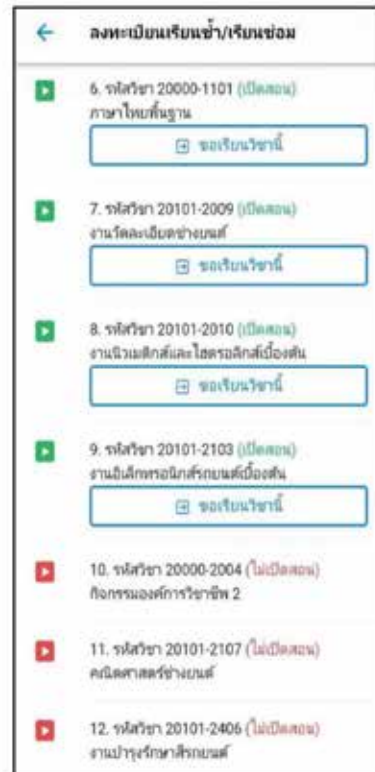 ลงทะเบียนเรียนซ้ำ/เรียนซ่อม
6. รหัสวิชา 20000-1101 (เปิดสอน)
ภาษาไทยพื้นฐาน
ขอเรียนวิชานี้
7. รหัสวิชา 20101-2009 (เปิดสอน)
งานวัดละเอียดช่างยนต์
ขอเรียนวิชานี้
8. รหัสวิชา 20101-2010 (เปิดสอน)
งานนิวเมติกส์และไฮดรอลิกส์เบื้องต้น
ขอเรียนวิชานี้
9. รหัสวิชา 20101-2103 (เปิดสอน)
งานอิเล็กทรอนิกส์รถยนต์เบื้องต้น
ขอเรียนวิชานี้
10. รหัสวิชา 20000-2004 (ไม่เปิดสอน)
กิจกรรมองค์การวิชาชีพ 2
11. รหัสวิชา 20101-2107 (ไม่เปิดสอน)
คณิตศาสตร์ช่างยนต์
12. รหัสวิชา 20101-2406 (ไม่เปิดสอน)
งานบำรุงรักษาสีรถยนต์